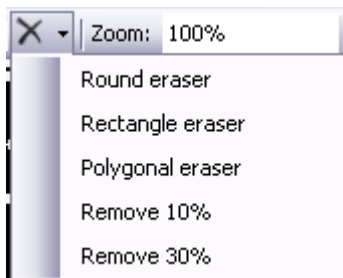 Zoom: 100%
Round eraser
Rectangle eraser
Polygonal eraser
Remove 10%
Remove 30%